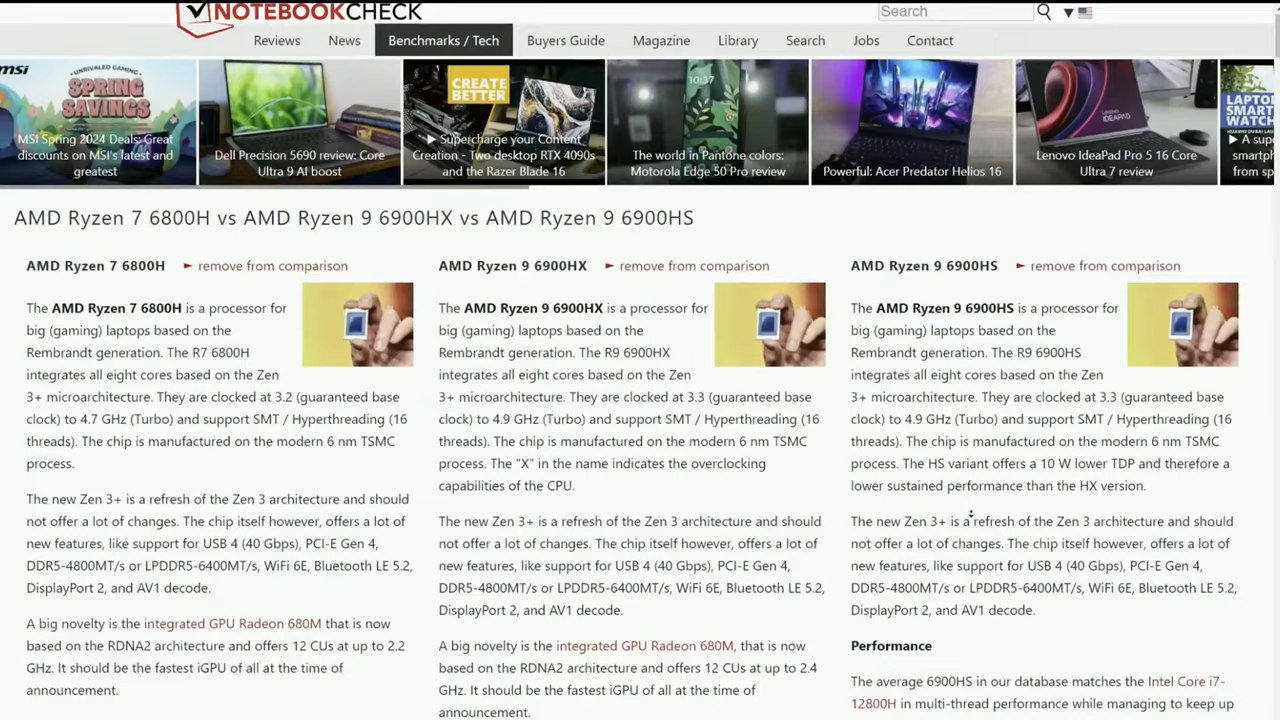 NOTEBOOKCHECK
Search
Reviews News Benchmarks / Tech Buyers Guide Magazine Library Search Jobs Contact
msi
UNRIVALED GAMING
SPRING
SAVINGS
MSI Spring 2024 Deals: Great
discounts on MSI's latest and
greatest
Dell Precision 5690 review: Core
Ultra 9 AI boost
CREATE
BETTER
► Supercharge your Content
Creation - Two desktop RTX 4090s
and the Razer Blade 16
10:37
The world in Pantone colors:
Motorola Edge 50 Pro review
Powerful: Acer Predator Helios 16
IDEAPAD
Lenovo IdeaPad Pro 5 16 Core
Ultra 7 review
LAPTO
SMART
WATCH
► A supe
smartph
from sp
AMD Ryzen 7 6800H vs AMD Ryzen 9 6900HX vs AMD Ryzen 9 6900HS
AMD Ryzen 7 6800H ► remove from comparison
The AMD Ryzen 7 6800H is a processor for
big (gaming) laptops based on the
Rembrandt generation. The R7 6800H
integrates all eight cores based on the Zen
3+ microarchitecture. They are clocked at 3.2 (guaranteed base
clock) to 4.7 GHz (Turbo) and support SMT / Hyperthreading (16
threads). The chip is manufactured on the modern 6 nm TSMC
process.
The new Zen 3+ is a refresh of the Zen 3 architecture and should
not offer a lot of changes. The chip itself however, offers a lot of
new features, like support for USB 4 (40 Gbps), PCI-E Gen 4,
DDR5-4800MT/s or LPDDR5-6400MT/s, WiFi 6E, Bluetooth LE 5.2,
DisplayPort 2, and AV1 decode.
A big novelty is the integrated GPU Radeon 680M that is now
based on the RDNA2 architecture and offers 12 CUs at up to 2.2
GHz. It should be the fastest iGPU of all at the time of
announcement.
AMD Ryzen 9 6900HX ► remove from comparison
The AMD Ryzen 9 6900HX is a processor for
big (gaming) laptops based on the
Rembrandt generation. The R9 6900HX
integrates all eight cores based on the Zen
3+ microarchitecture. They are clocked at 3.3 (guaranteed base
clock) to 4.9 GHz (Turbo) and support SMT / Hyperthreading (16
threads). The chip is manufactured on the modern 6 nm TSMC
process. The "X" in the name indicates the overclocking
capabilities of the CPU.
The new Zen 3+ is a refresh of the Zen 3 architecture and should
not offer a lot of changes. The chip itself however, offers a lot of
new features, like support for USB 4 (40 Gbps), PCI-E Gen 4,
DDR5-4800MT/s or LPDDR5-6400MT/s, WiFi 6E, Bluetooth LE 5.2,
DisplayPort 2, and AV1 decode.
A big novelty is the integrated GPU Radeon 680M, that is now
based on the RDNA2 architecture and offers 12 CUs at up to 2.4
GHz. It should be the fastest iGPU of all at the time of
announcement.
AMD Ryzen 9 6900HS ► remove from comparison
The AMD Ryzen 9 6900HS is a processor for
big (gaming) laptops based on the
Rembrandt generation. The R9 6900HS
integrates all eight cores based on the Zen
3+ microarchitecture. They are clocked at 3.3 (guaranteed base
clock) to 4.9 GHz (Turbo) and support SMT / Hyperthreading (16
threads). The chip is manufactured on the modern 6 nm TSMC
process. The HS variant offers a 10 W lower TDP and therefore a
lower sustained performance than the HX version.
The new Zen 3+ is a refresh of the Zen 3 architecture and should
not offer a lot of changes. The chip itself however, offers a lot of
new features, like support for USB 4 (40 Gbps), PCI-E Gen 4,
DDR5-4800MT/s or LPDDR5-6400MT/s, WiFi 6E, Bluetooth LE 5.2,
DisplayPort 2, and AV1 decode.
Performance
The average 6900HS in our database matches the Intel Core i7-
12800H in multi-thread performance while managing to keep up